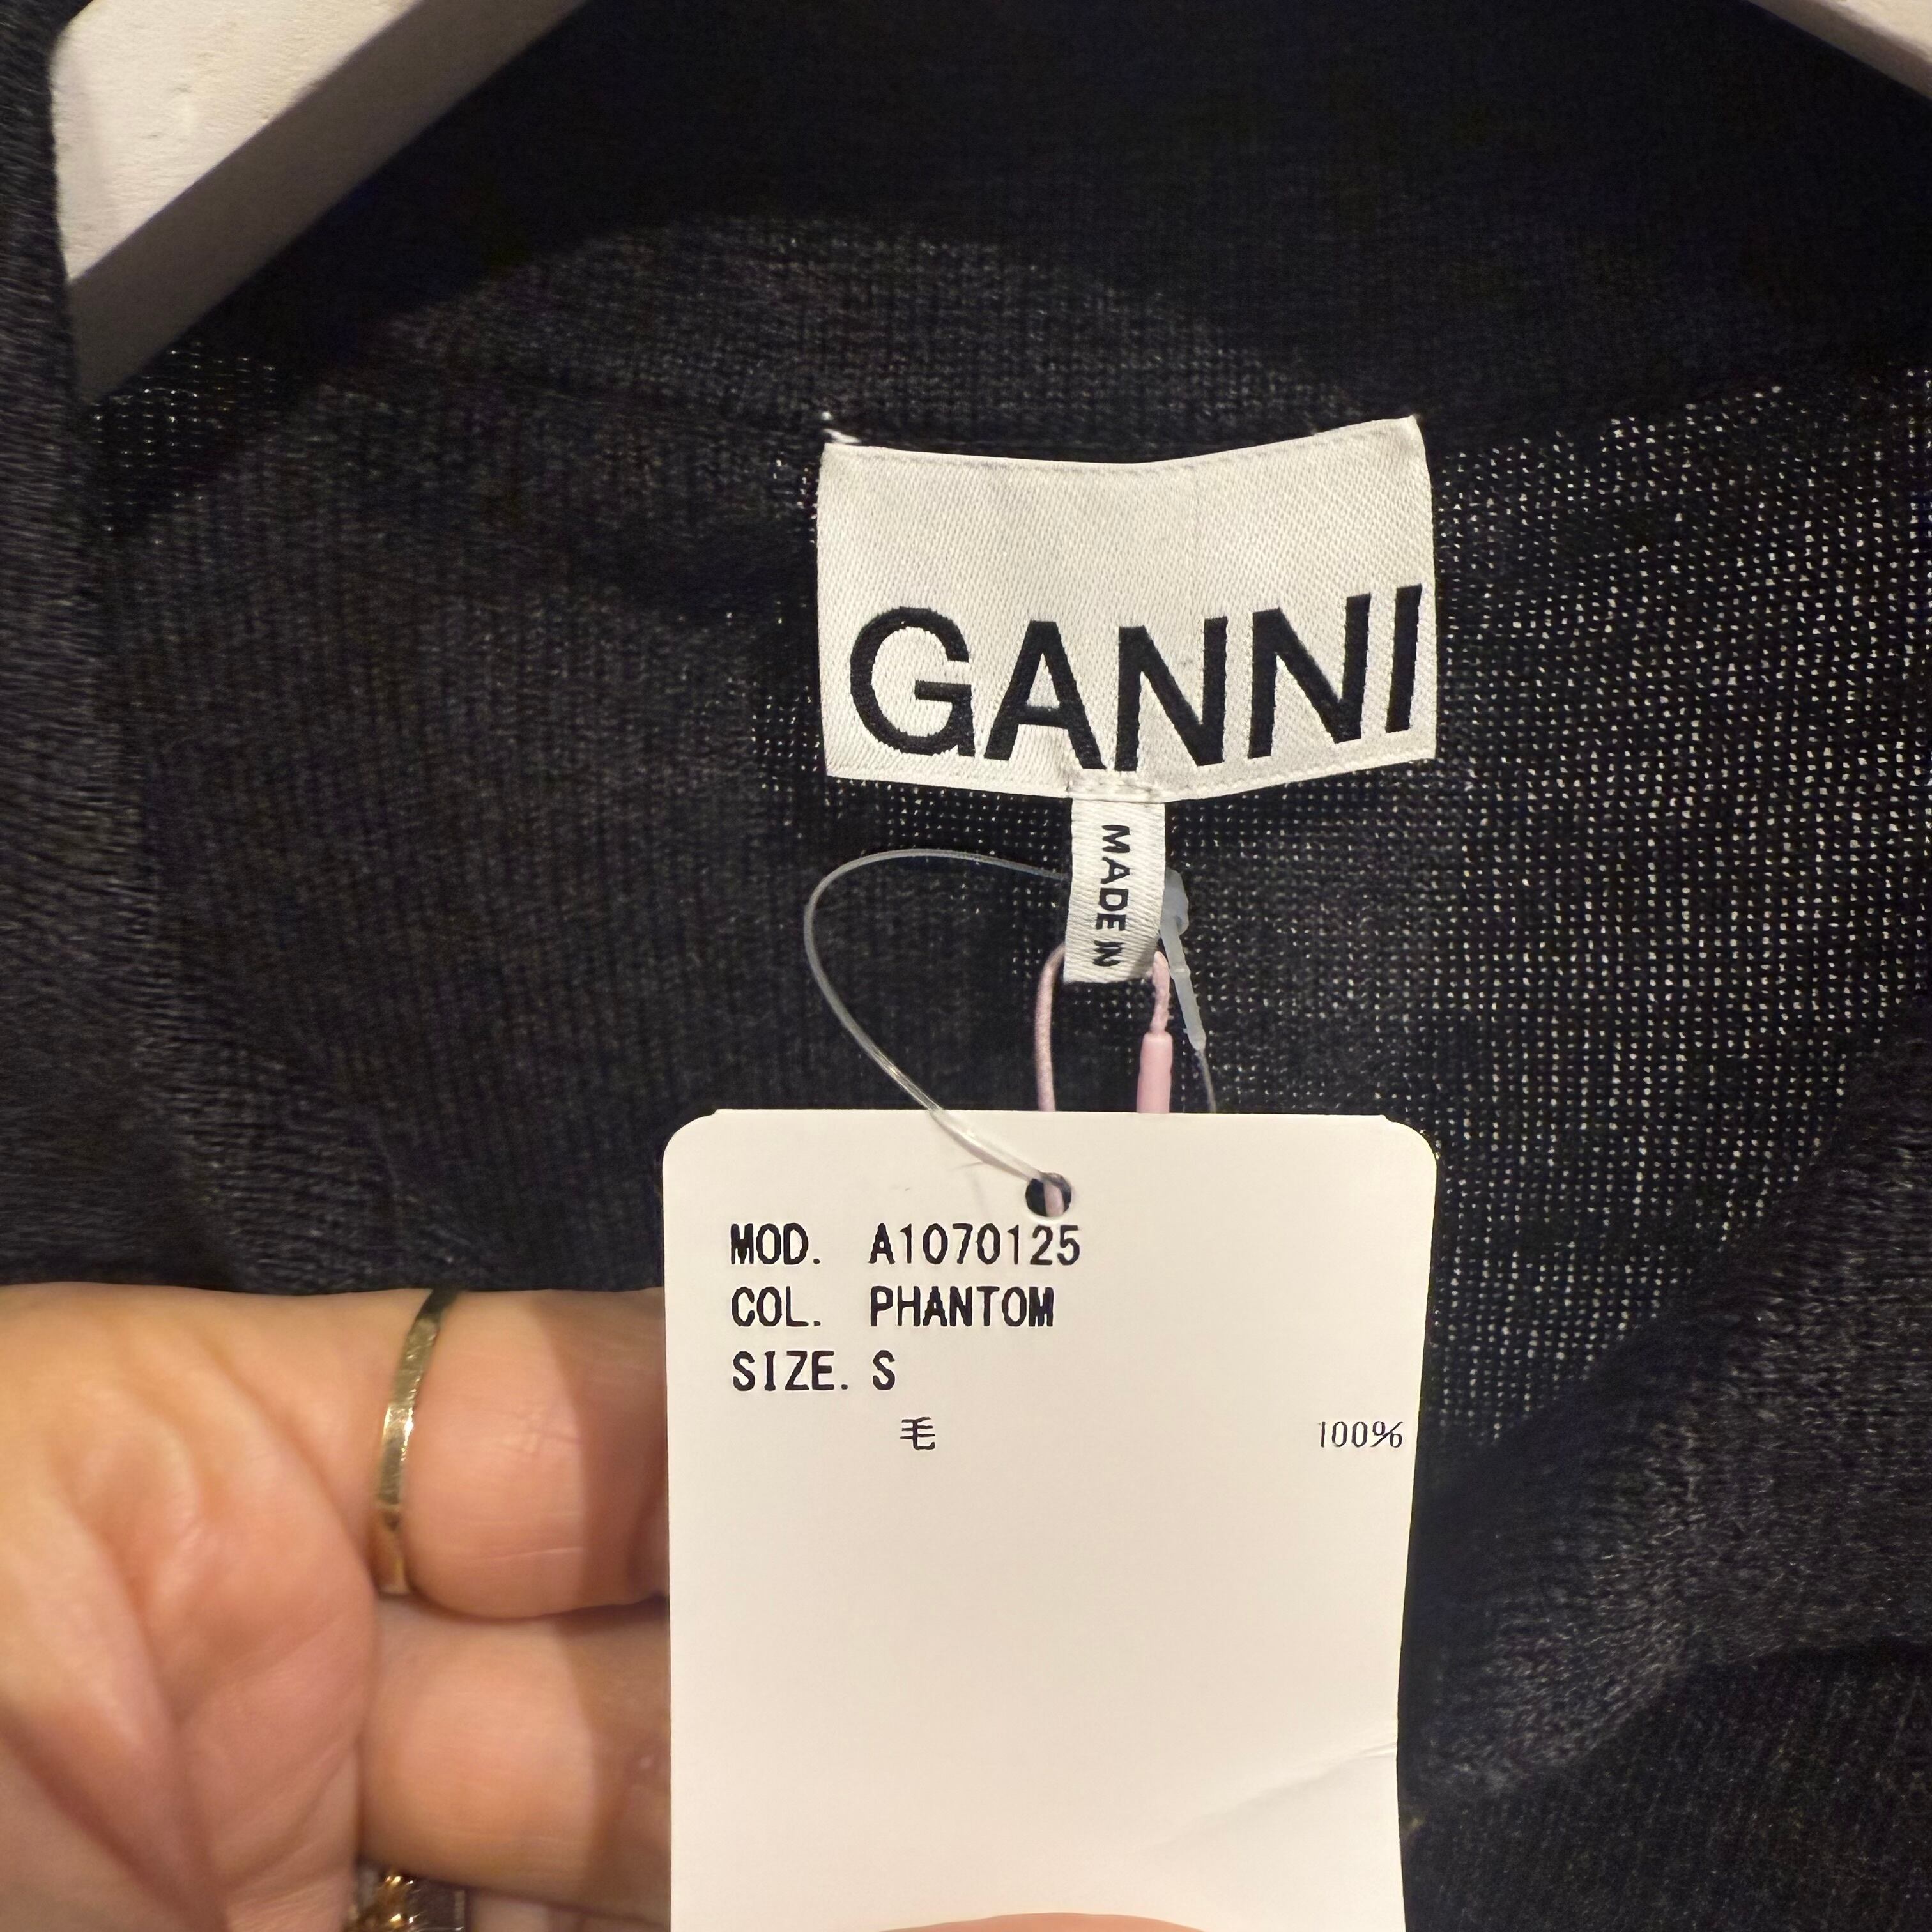 GANNI
MADE IN
MOD. A1070125
COL. PHANTOM
SIZE. S
毛 100%